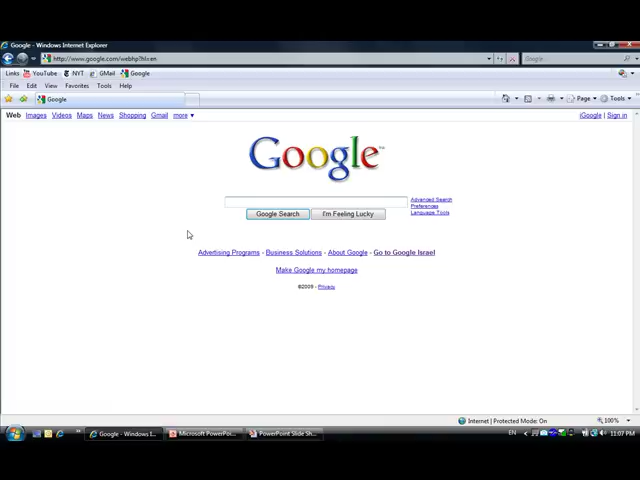 Google - Windows Internet Explorer
http://www.google.com/webhp?hl=en
Google
Links YouTube NYT GMail Google
File Edit View Favorites Tools Help
Google
Page Tools
Web Images Videos Maps News Shopping Gmail more ▼
iGoogle | Sign in
Google
Advanced Search
Preferences
Language Tools
Google Search I'm Feeling Lucky
Advertising Programs - Business Solutions - About Google - Go to Google Israel
Make Google my homepage
©2009 - Privacy
Internet | Protected Mode: On
100%
Google - Windows I...
Microsoft PowerPoi...
PowerPoint Slide Sh...
EN
11:07 PM